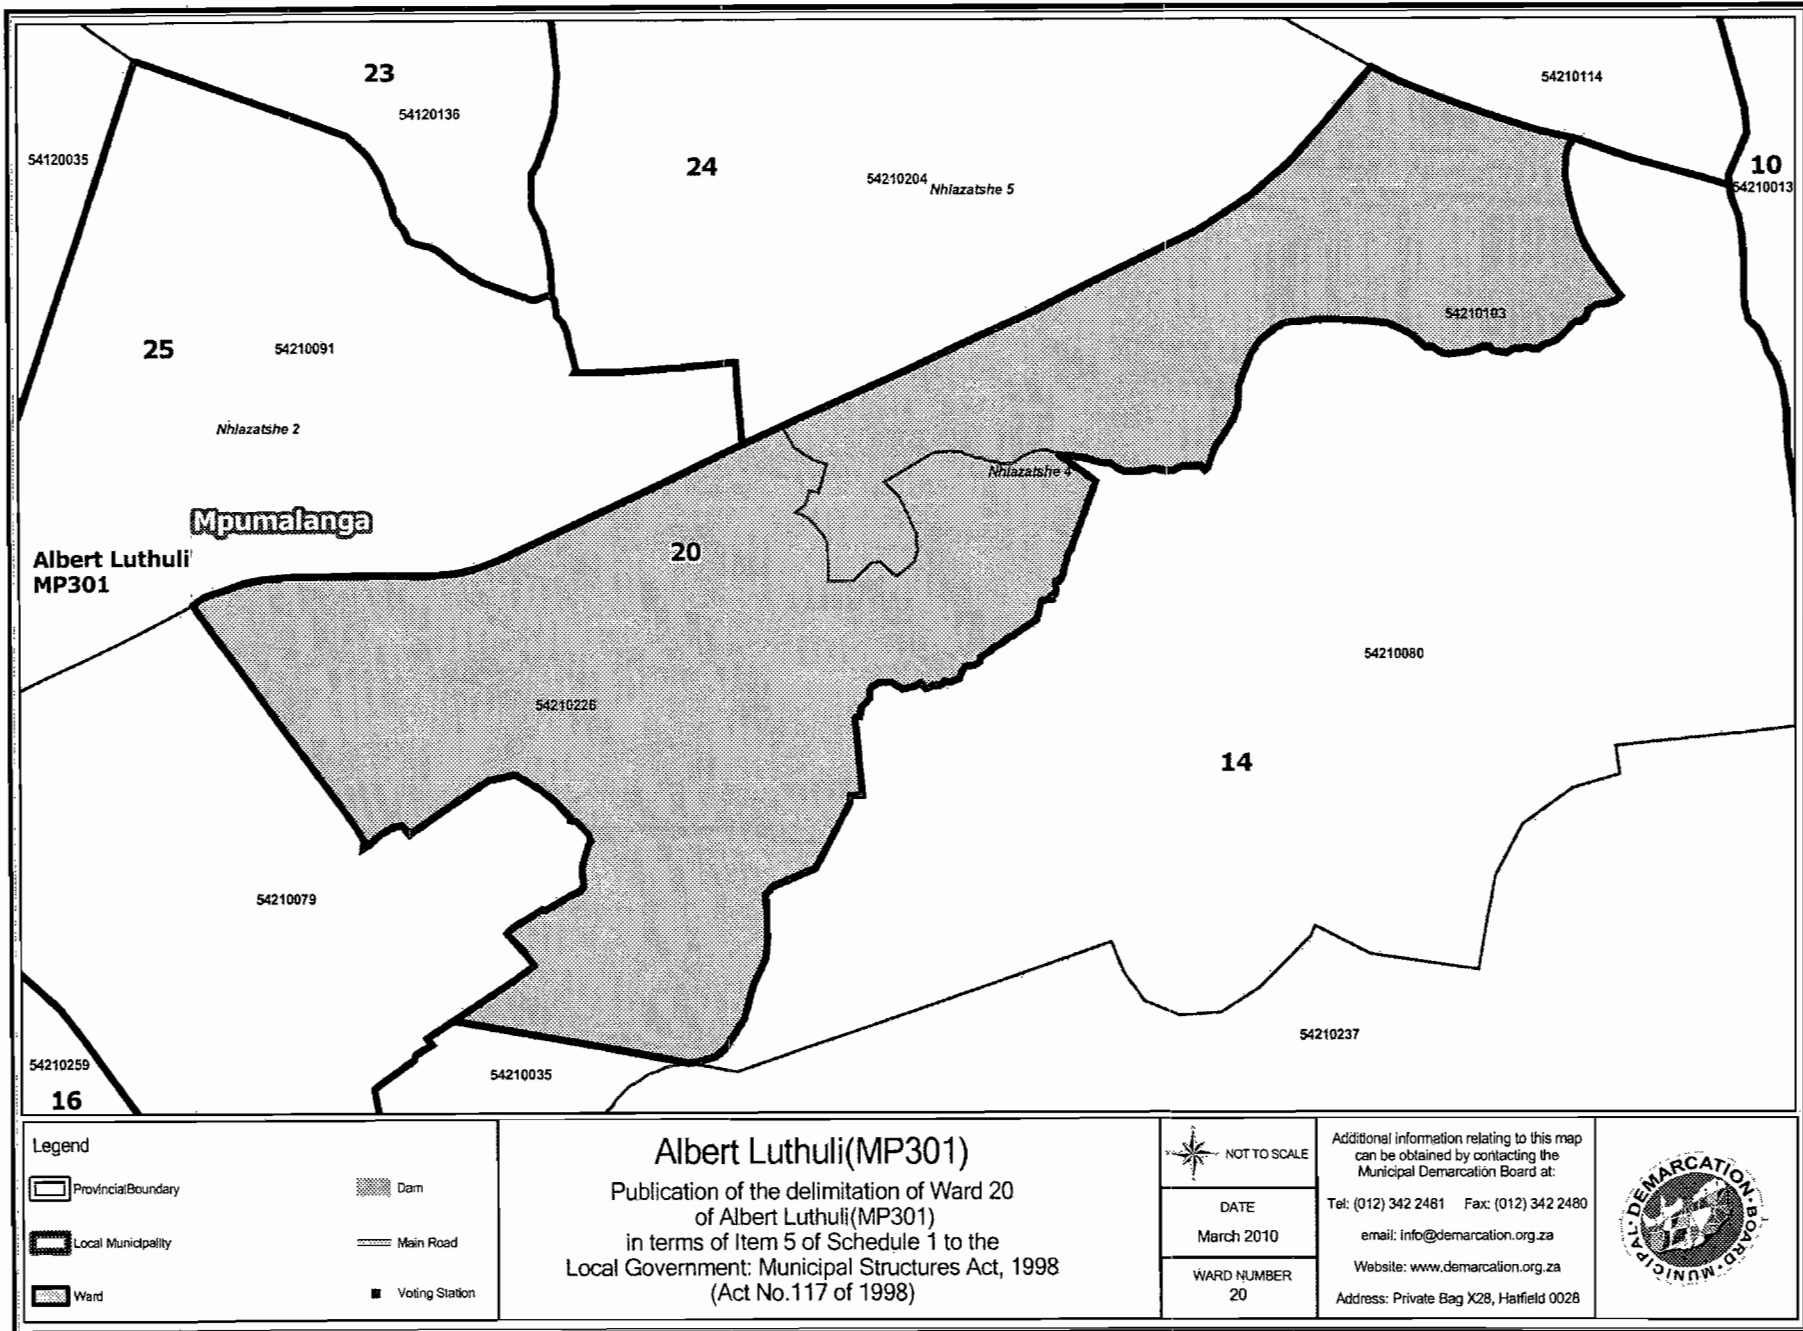 23
54120136
54210114
54120035
24
10
54210204
Nhlazatshe 5
54210013
54210103
25
54210091
Nhlazatshe 2
Nhlazatshe 4
Mpumalanga
20
Albert Luthuli
MP301
54210080
54210226
14
54210079
54210237
54210259
54210035
16
Legend
ProvincialBoundary
Dam
Local Municipality
Main Road
Ward
Voting Station
Albert Luthuli(MP301)
Publication of the delimitation of Ward 20
of Albert Luthuli(MP301)
in terms of Item 5 of Schedule 1 to the
Local Government: Municipal Structures Act, 1998
(Act No.117 of 1998)
NOT TO SCALE
DATE
March 2010
WARD NUMBER
20
Additional information relating to this map
can be obtained by contacting the
Municipal Demarcation Board at:
Tel: (012) 342 2481 Fax: (012) 342 2480
email: info@demarcation.org.za
Website: www.demarcation.org.za
Address: Private Bag X28, Hatfield 0028
MUNICIPAL DEMARCATION BOARD